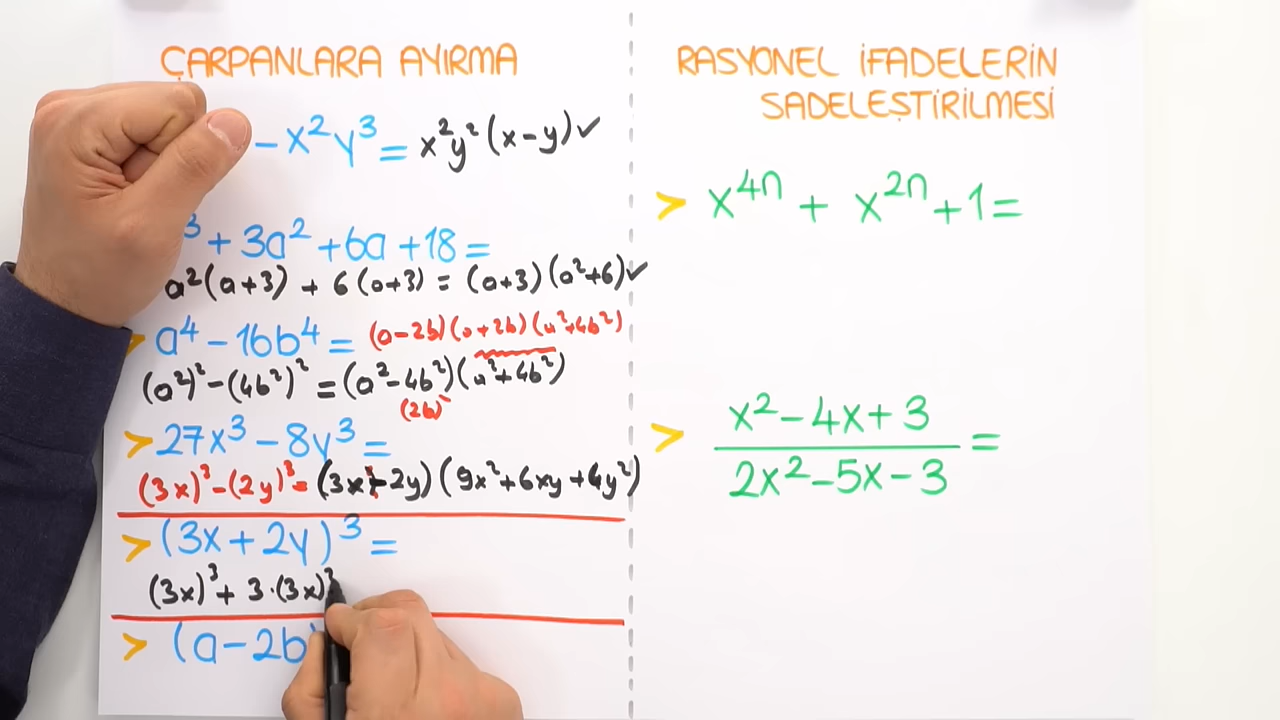 ÇARPANLARA AYIRMA
- x²y³ = x²y² (x-y) ✓
³ + 3a² + 6a + 18 =
a²(a+3) + 6(a+3) = (a+3)(a²+6) ✓
> a⁴ - 16b⁴ = (a-2b)(a+2b)(a²+4b²)
(a²)² - (4b²)² = (a²-4b²)(a²+4b²)
(2b)²
> 27x³ - 8y³ =
(3x)³ - (2y)³ = (3x-2y)(9x²+6xy+4y²)
> (3x+2y)³ =
(3x)³ + 3·(3x)²
> (a-2b)
RASYONEL İFADELERİN
SADELEŞTİRİLMESİ
> x⁴ⁿ + x²ⁿ + 1 =
x² - 4x + 3
> =
2x² - 5x - 3